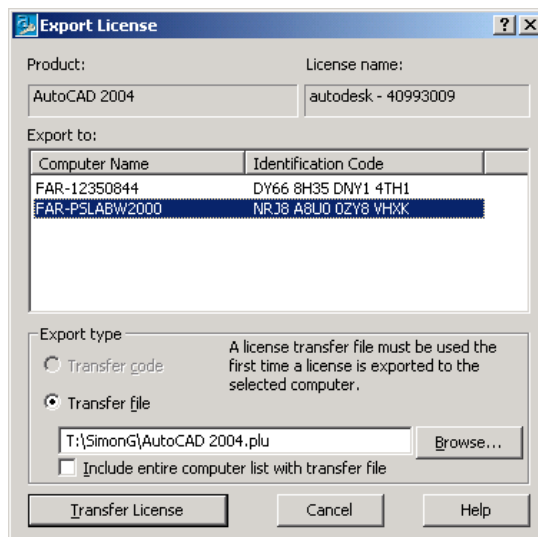 Export License
Product: License name:
AutoCAD 2004 autodesk - 40993009
Export to:
Computer Name Identification Code
FAR-12350844 DY66 8H35 DNY1 4TH1
FAR-PSLABW2000 NRJ8 A8U0 0ZY8 VHXK
Export type
Transfer code
A license transfer file must be used the
first time a license is exported to the
selected computer.
Transfer file
T:\SimonG\AutoCAD 2004.plu Browse...
Include entire computer list with transfer file
Transfer License Cancel Help